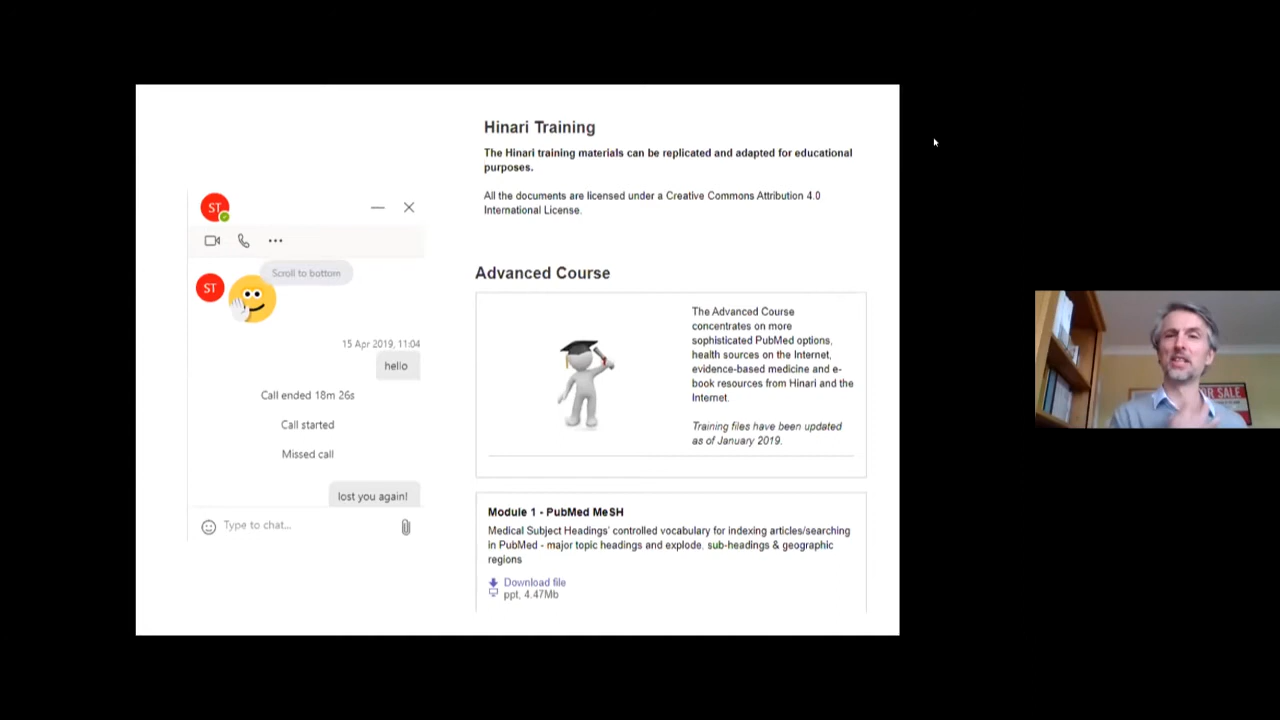 Hinari Training
The Hinari training materials can be replicated and adapted for educational
purposes.
All the documents are licensed under a Creative Commons Attribution 4.0
International License.
ST
Scroll to bottom
ST
15 Apr 2019, 11:04
hello
Call ended 18m 26s
Call started
Missed call
lost you again!
Type to chat...
Advanced Course
The Advanced Course
concentrates on more
sophisticated PubMed options,
health sources on the Internet,
evidence-based medicine and e-
book resources from Hinari and the
Internet.
Training files have been updated
as of January 2019.
Module 1 - PubMed MeSH
Medical Subject Headings' controlled vocabulary for indexing articles/searching
in PubMed - major topic headings and explode, sub-headings & geographic
regions
Download file
ppt, 4.47Mb
OR SALE